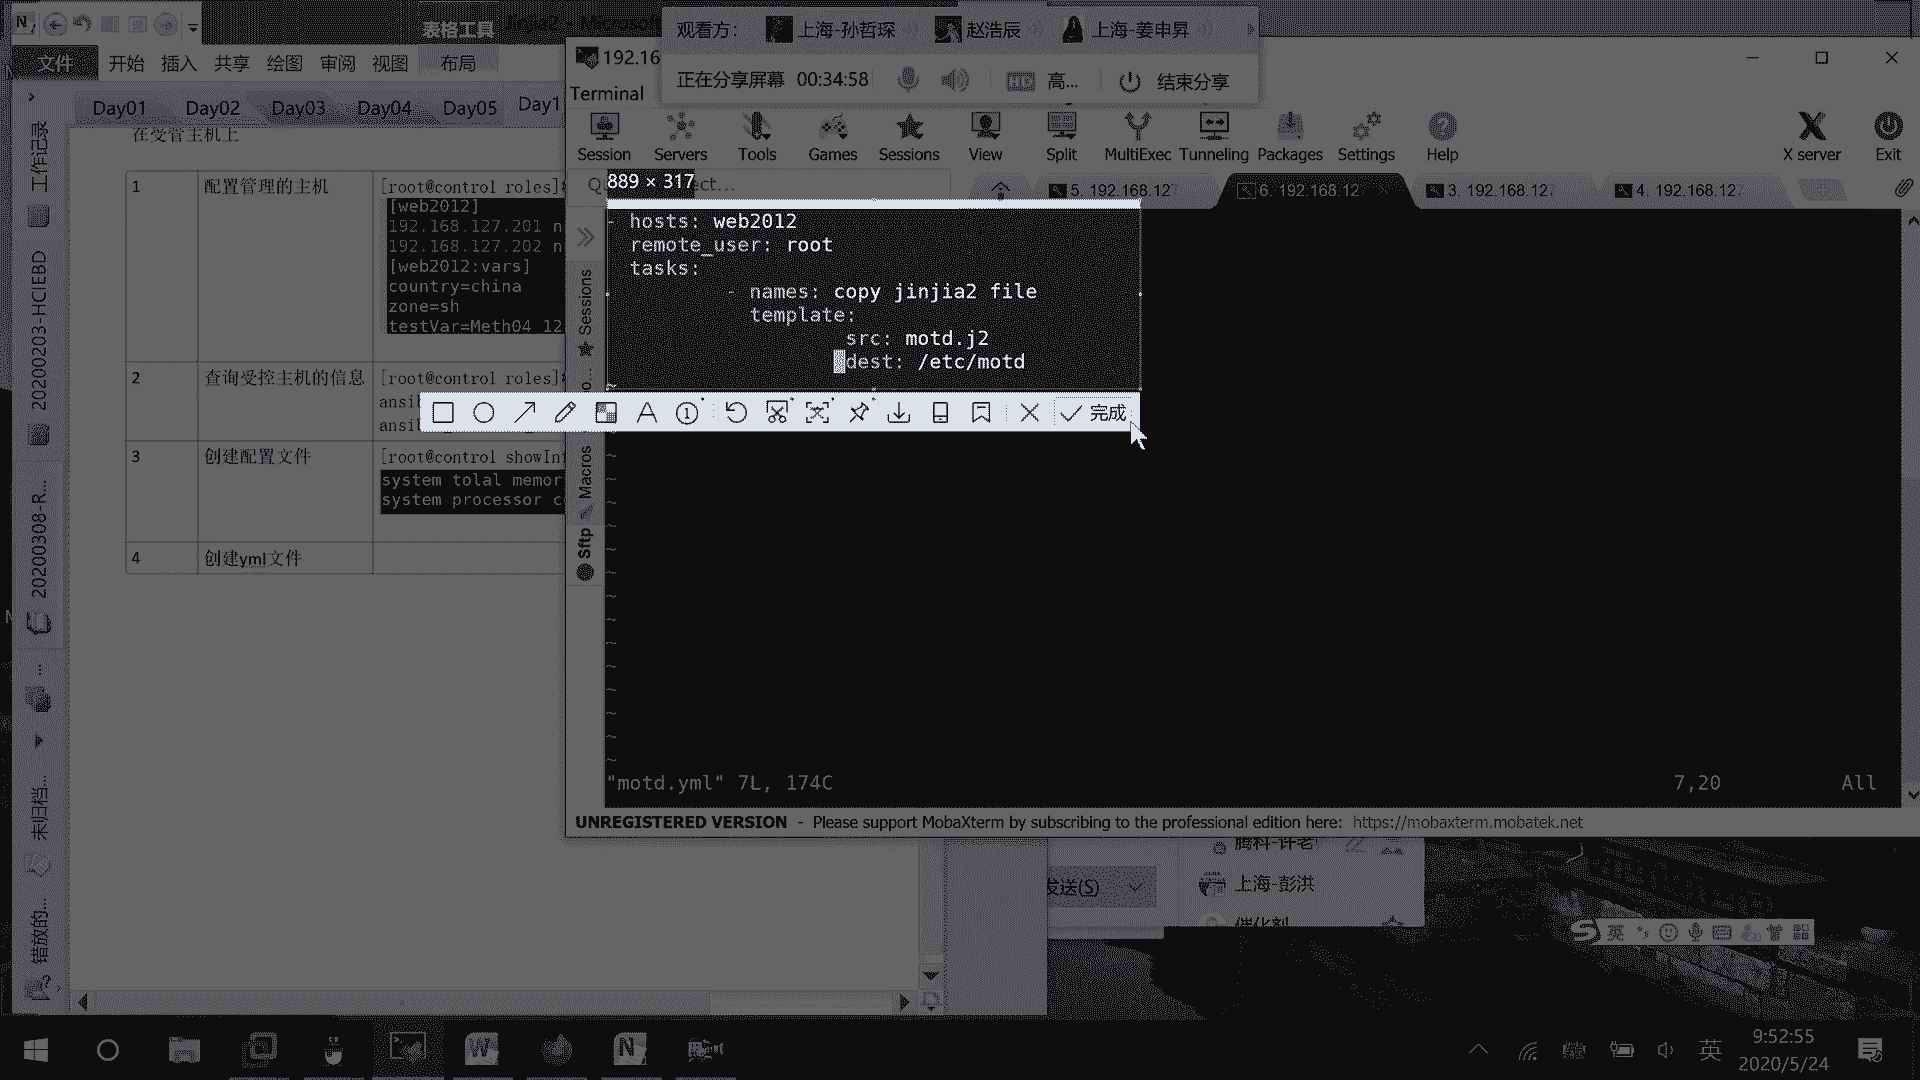 表格工具
Jinjia2 - Microsof
文件
开始
插入
共享
绘图
审阅
视图
布局
Day01
Day02
Day03
Day04
Day05
Day1
在受管主机上
1
配置管理的主机
[root@control roles]#
[web2012]
192.168.127.201 n
192.168.127.202 n
[web2012:vars]
country=china
zone=sh
testVar=Meth04 12
2
查询受控主机的信息
[root@control roles]#
ansib
ansib
3
创建配置文件
[root@control showInf
system tolal memor
system processor co
4
创建yml文件
工作记录
20200203-HCIEBD
20200308-R...
未归档...
错放的...
观看方：
上海-孙哲琛
赵浩辰
上海-姜申昇
正在分享屏幕 00:34:58
高...
结束分享
192.16
Terminal
Session
Servers
Tools
Games
Sessions
View
Split
MultiExec
Tunneling
Packages
Settings
Help
X server
Exit
889 × 317
5. 192.168.127
6. 192.168.12
3. 192.168.127
4. 192.168.127
Sessions
Macros
Sftp
- hosts: web2012
remote_user: root
tasks:
- names: copy jinjia2 file
template:
src: motd.j2
dest: /etc/motd
完成
"motd.yml" 7L, 174C
7,20
All
UNREGISTERED VERSION - Please support MobaXterm by subscribing to the professional edition here: https://mobaxterm.mobatek.net
发送(S)
上海-彭洪
催化剂
英
英
9:52:55
2020/5/24